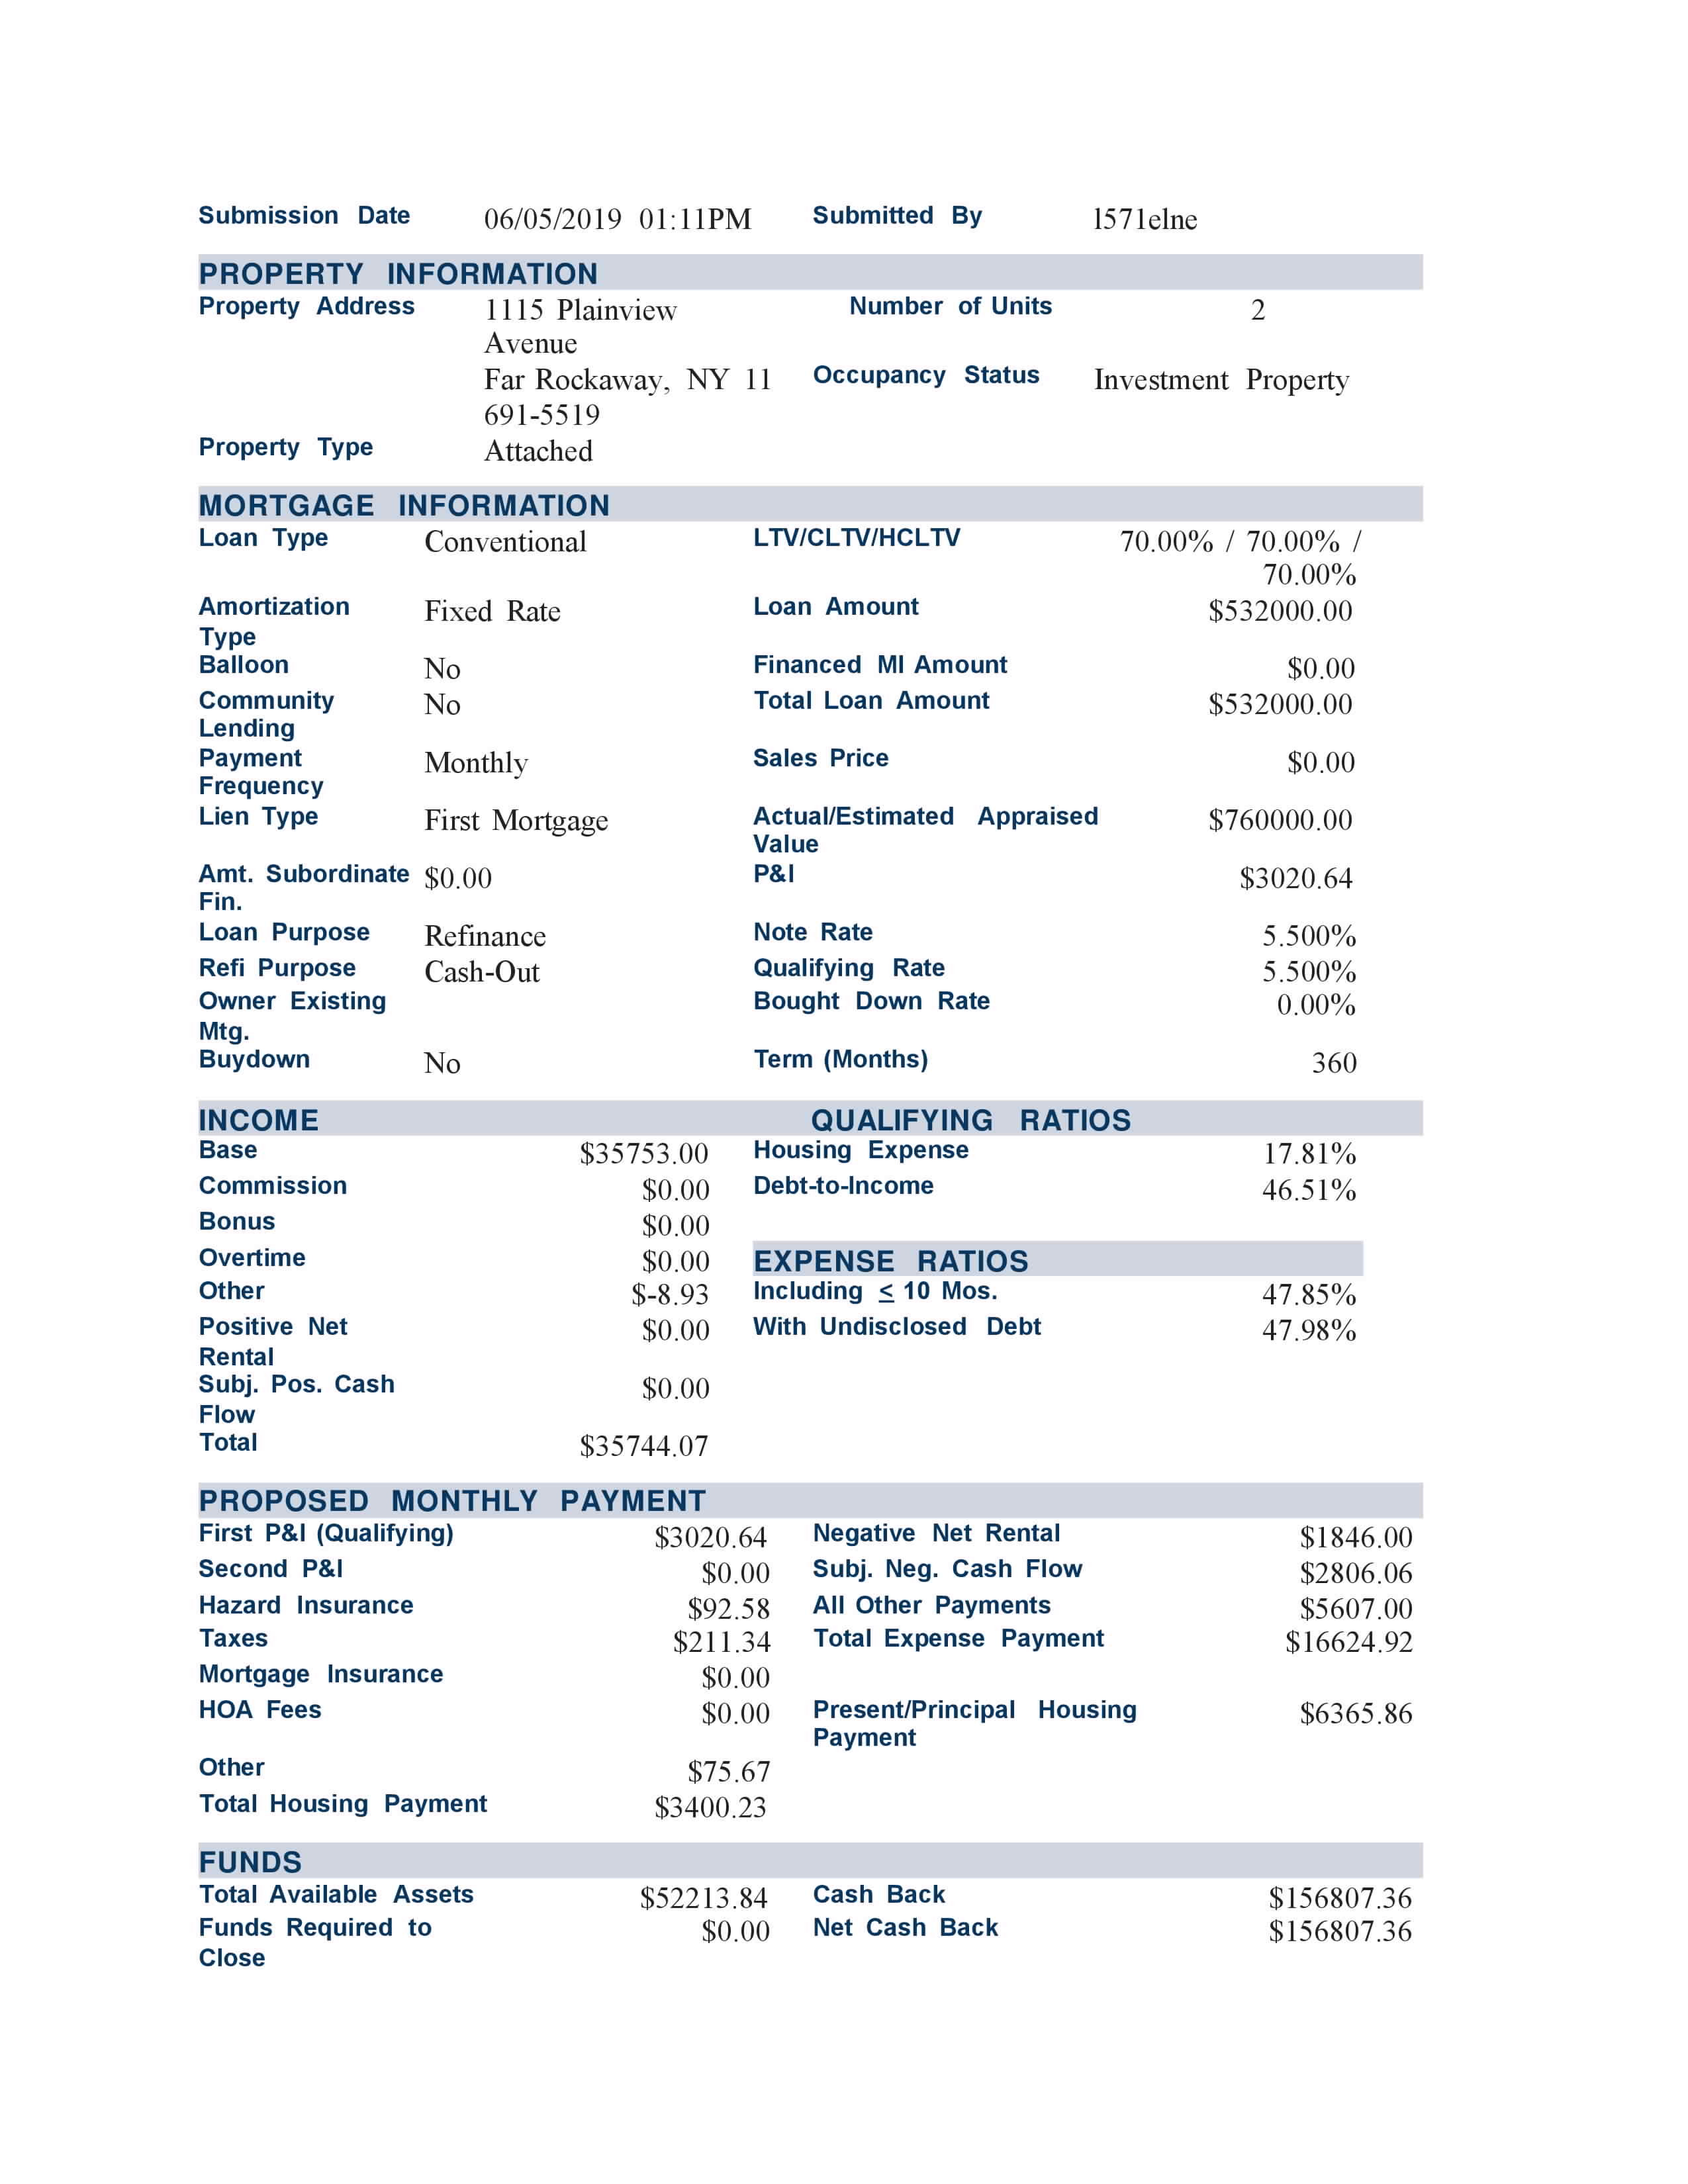 Submission Date 06/05/2019 01:11PM Submitted By l571elne
PROPERTY INFORMATION
Property Address 1115 Plainview Number of Units 2
Avenue
Far Rockaway, NY 11 Occupancy Status Investment Property
691-5519
Property Type Attached
MORTGAGE INFORMATION
Loan Type Conventional LTV/CLTV/HCLTV 70.00% / 70.00% /
70.00%
Amortization Fixed Rate Loan Amount $532000.00
Type
Balloon No Financed MI Amount $0.00
Community No Total Loan Amount $532000.00
Lending
Payment Monthly Sales Price $0.00
Frequency
Lien Type First Mortgage Actual/Estimated Appraised $760000.00
Value
Amt. Subordinate $0.00 P&I $3020.64
Fin.
Loan Purpose Refinance Note Rate 5.500%
Refi Purpose Cash-Out Qualifying Rate 5.500%
Owner Existing Bought Down Rate 0.00%
Mtg.
Buydown No Term (Months) 360
INCOME QUALIFYING RATIOS
Base $35753.00 Housing Expense 17.81%
Commission $0.00 Debt-to-Income 46.51%
Bonus $0.00
Overtime $0.00 EXPENSE RATIOS
Other $-8.93 Including ≤ 10 Mos. 47.85%
Positive Net $0.00 With Undisclosed Debt 47.98%
Rental
Subj. Pos. Cash $0.00
Flow
Total $35744.07
PROPOSED MONTHLY PAYMENT
First P&I (Qualifying) $3020.64 Negative Net Rental $1846.00
Second P&I $0.00 Subj. Neg. Cash Flow $2806.06
Hazard Insurance $92.58 All Other Payments $5607.00
Taxes $211.34 Total Expense Payment $16624.92
Mortgage Insurance $0.00
HOA Fees $0.00 Present/Principal Housing $6365.86
Payment
Other $75.67
Total Housing Payment $3400.23
FUNDS
Total Available Assets $52213.84 Cash Back $156807.36
Funds Required to $0.00 Net Cash Back $156807.36
Close